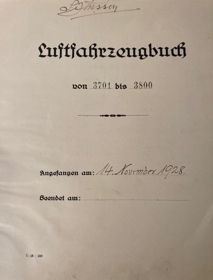 Luftfahrzeugbuch
von 3701 bis 3800
Angefangen am: 14. November 1928
Beendet am: